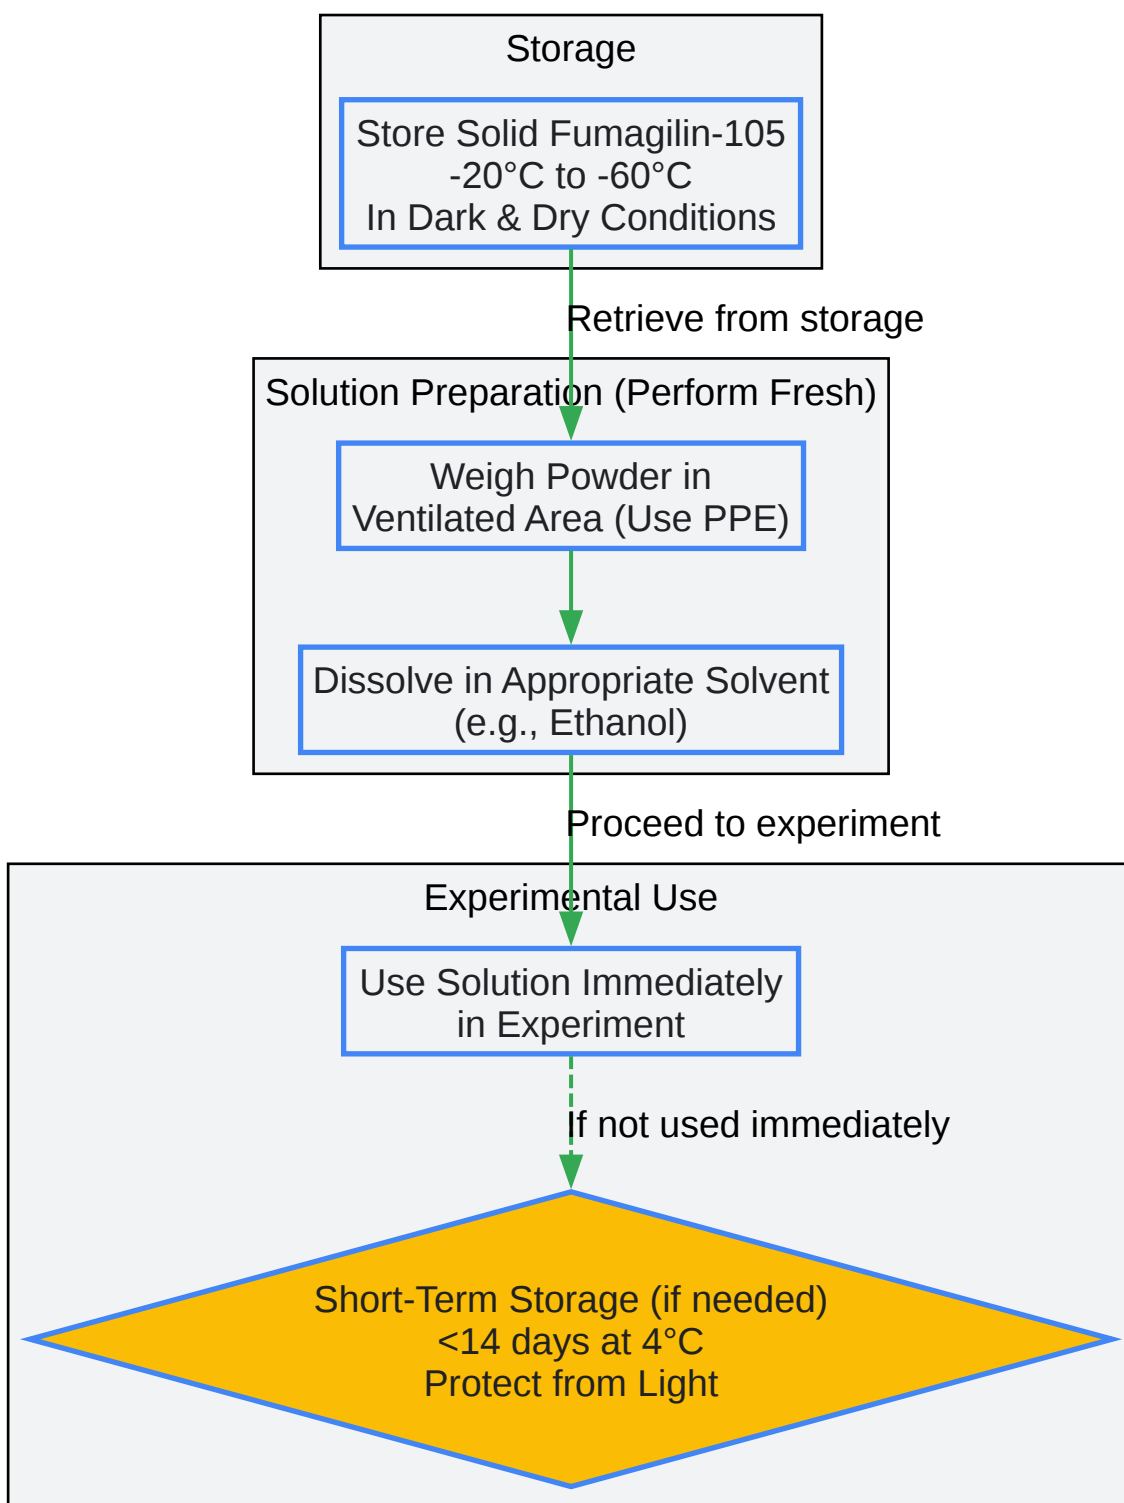 Storage
Store Solid Fumagilin-105
-20°C to -60°C
In Dark & Dry Conditions
Retrieve from storage
Solution Preparation (Perform Fresh)
Weigh Powder in
Ventilated Area (Use PPE)
Dissolve in Appropriate Solvent
(e.g., Ethanol)
Proceed to experiment
Experimental Use
Use Solution Immediately
in Experiment
If not used immediately
Short-Term Storage (if needed)
<14 days at 4°C
Protect from Light